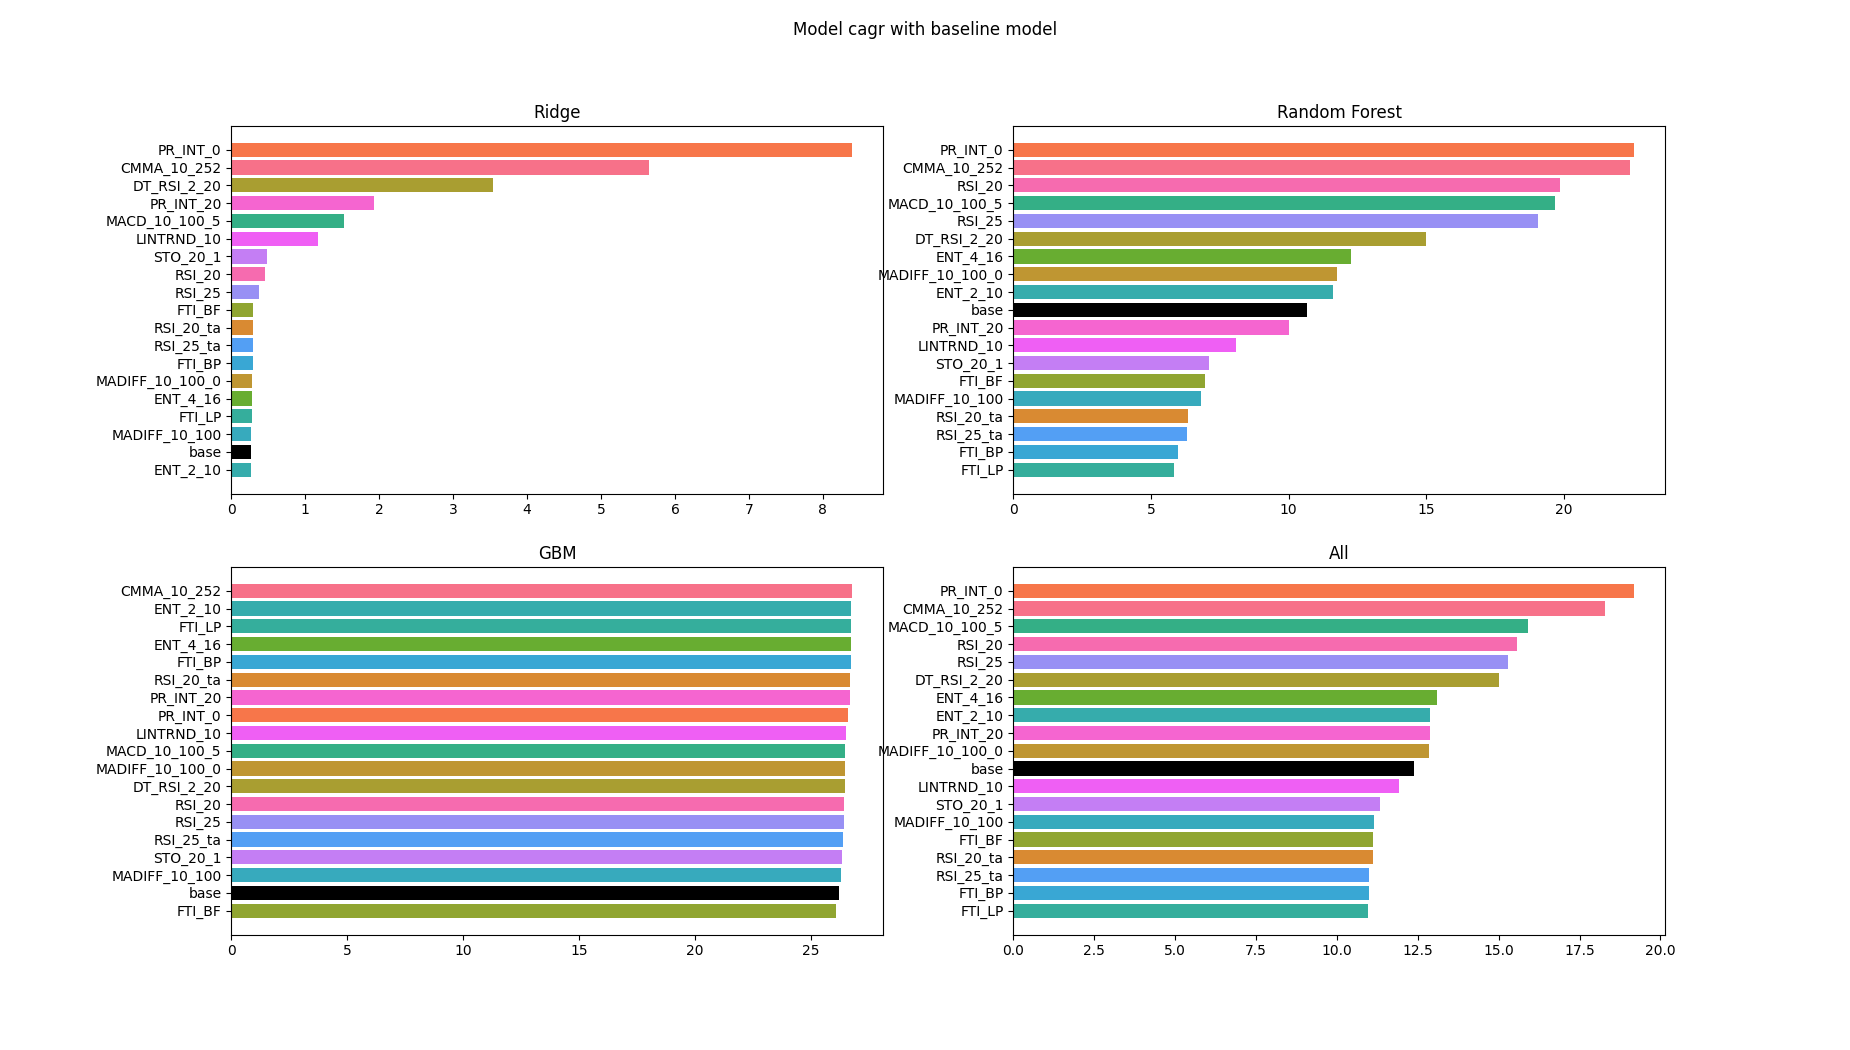 Model cagr with baseline model
Ridge
PR_INT_0
CMMA_10_252
DT_RSI_2_20
PR_INT_20
MACD_10_100_5
LINTRND_10
STO_20_1
RSI_20
RSI_25
FTI_BF
RSI_20_ta
RSI_25_ta
FTI_BP
MADIFF_10_100_0
ENT_4_16
FTI_LP
MADIFF_10_100
base
ENT_2_10
0 1 2 3 4 5 6 7 8
Random Forest
PR_INT_0
CMMA_10_252
RSI_20
MACD_10_100_5
RSI_25
DT_RSI_2_20
ENT_4_16
MADIFF_10_100_0
ENT_2_10
base
PR_INT_20
LINTRND_10
STO_20_1
FTI_BF
MADIFF_10_100
RSI_20_ta
RSI_25_ta
FTI_BP
FTI_LP
0 5 10 15 20
GBM
CMMA_10_252
ENT_2_10
FTI_LP
ENT_4_16
FTI_BP
RSI_20_ta
PR_INT_20
PR_INT_0
LINTRND_10
MACD_10_100_5
MADIFF_10_100_0
DT_RSI_2_20
RSI_20
RSI_25
RSI_25_ta
STO_20_1
MADIFF_10_100
base
FTI_BF
0 5 10 15 20 25
All
PR_INT_0
CMMA_10_252
MACD_10_100_5
RSI_20
RSI_25
DT_RSI_2_20
ENT_4_16
ENT_2_10
PR_INT_20
MADIFF_10_100_0
base
LINTRND_10
STO_20_1
MADIFF_10_100
FTI_BF
RSI_20_ta
RSI_25_ta
FTI_BP
FTI_LP
0.0 2.5 5.0 7.5 10.0 12.5 15.0 17.5 20.0